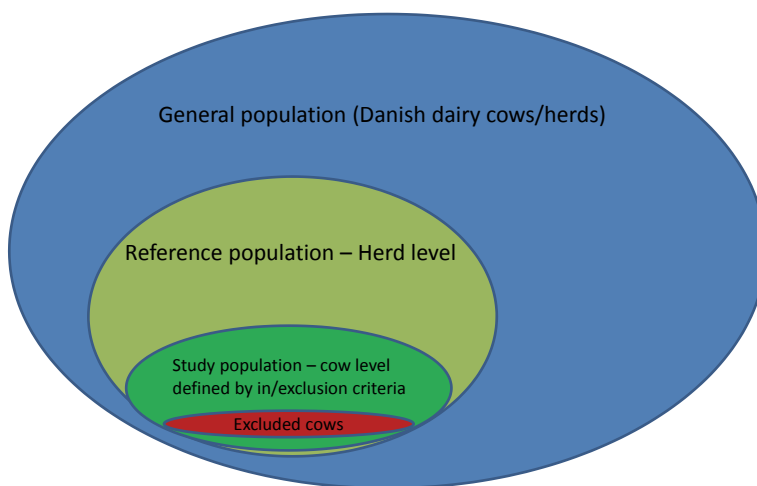 General population (Danish dairy cows/herds)
Reference population – Herd level
Study population – cow level
defined by in/exclusion criteria
Excluded cows